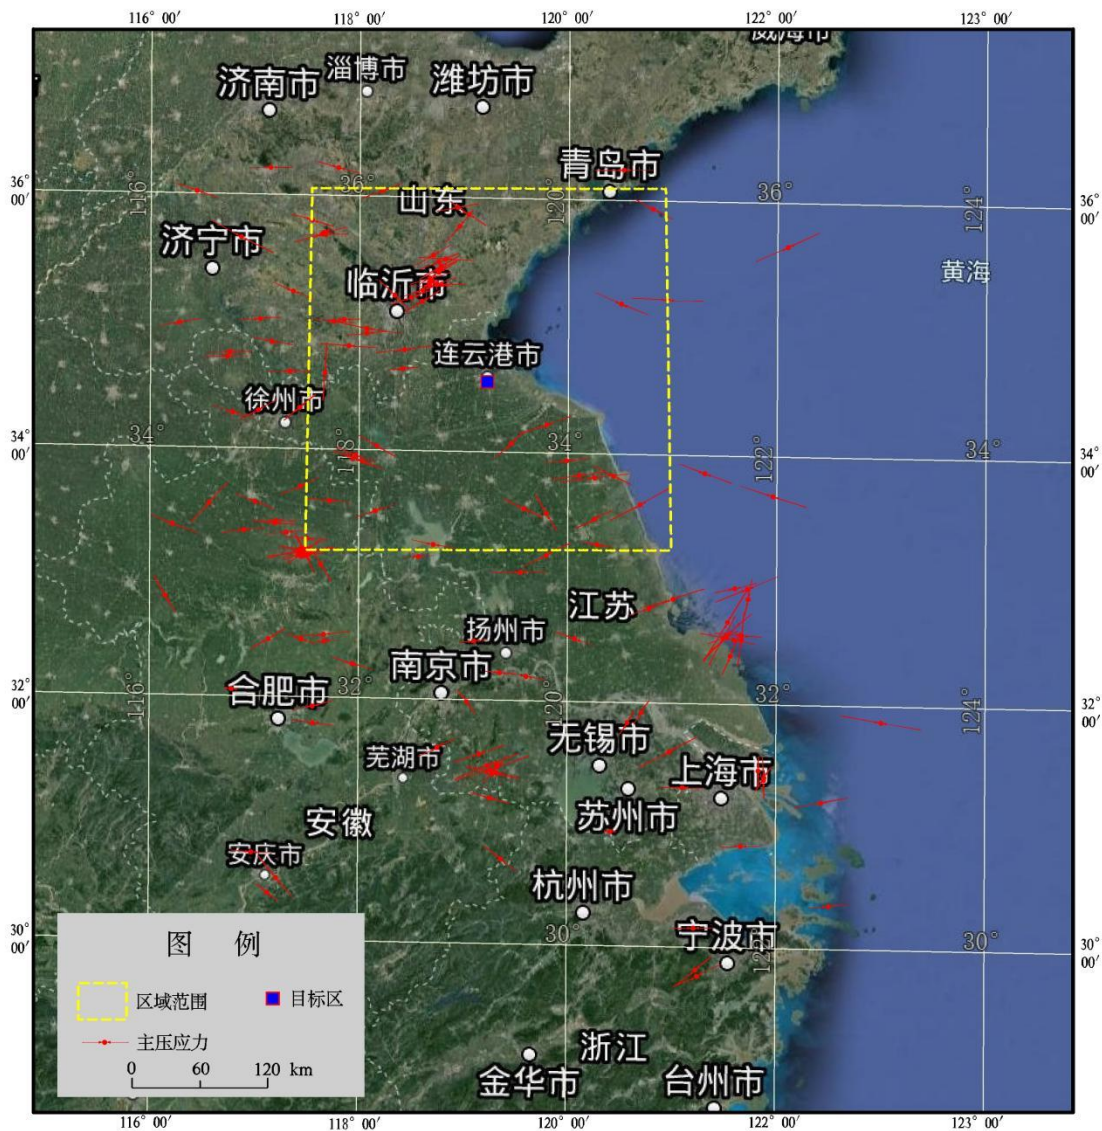 116° 00′ 118° 00′ 120° 00′ 122° 00′ 123° 00′
威海市
淄博市
济南市 潍坊市
青岛市
36° 00′
116°
36°
山东
120°
36°
124°
36° 00′
济宁市
黄海
临沂市
连云港市
徐州市
34° 00′
34°
118°
34°
122°
34°
34° 00′
江苏
扬州市
南京市
32° 00′
116°
合肥市
32°
120°
32°
124°
32° 00′
无锡市
芜湖市
上海市
苏州市
安徽
安庆市
杭州市
30° 00′
30°
宁波市
122°
30°
30° 00′
图 例
区域范围 目标区
主压应力
0 60 120 km
浙江
金华市 台州市
116° 00′ 118° 00′ 120° 00′ 122° 00′ 123° 00′